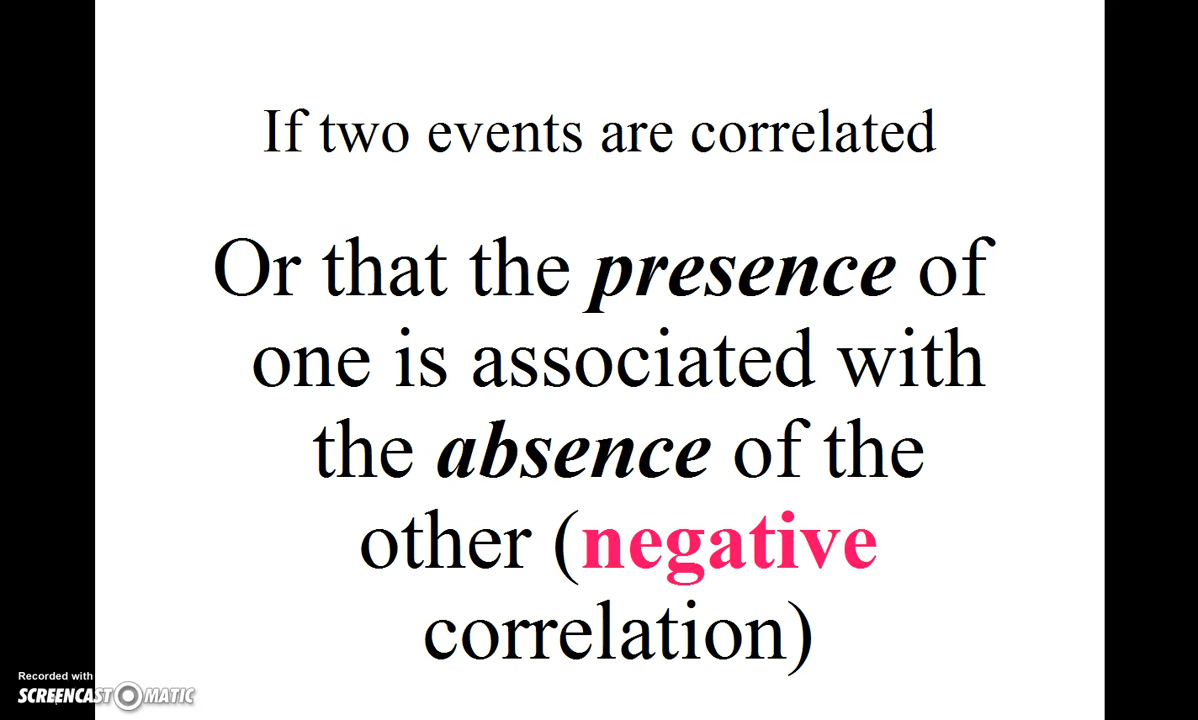 If two events are correlated
Or that the presence of
one is associated with
the absence of the
other (negative
correlation)
Recorded with
SCREENCAST-O-MATIC